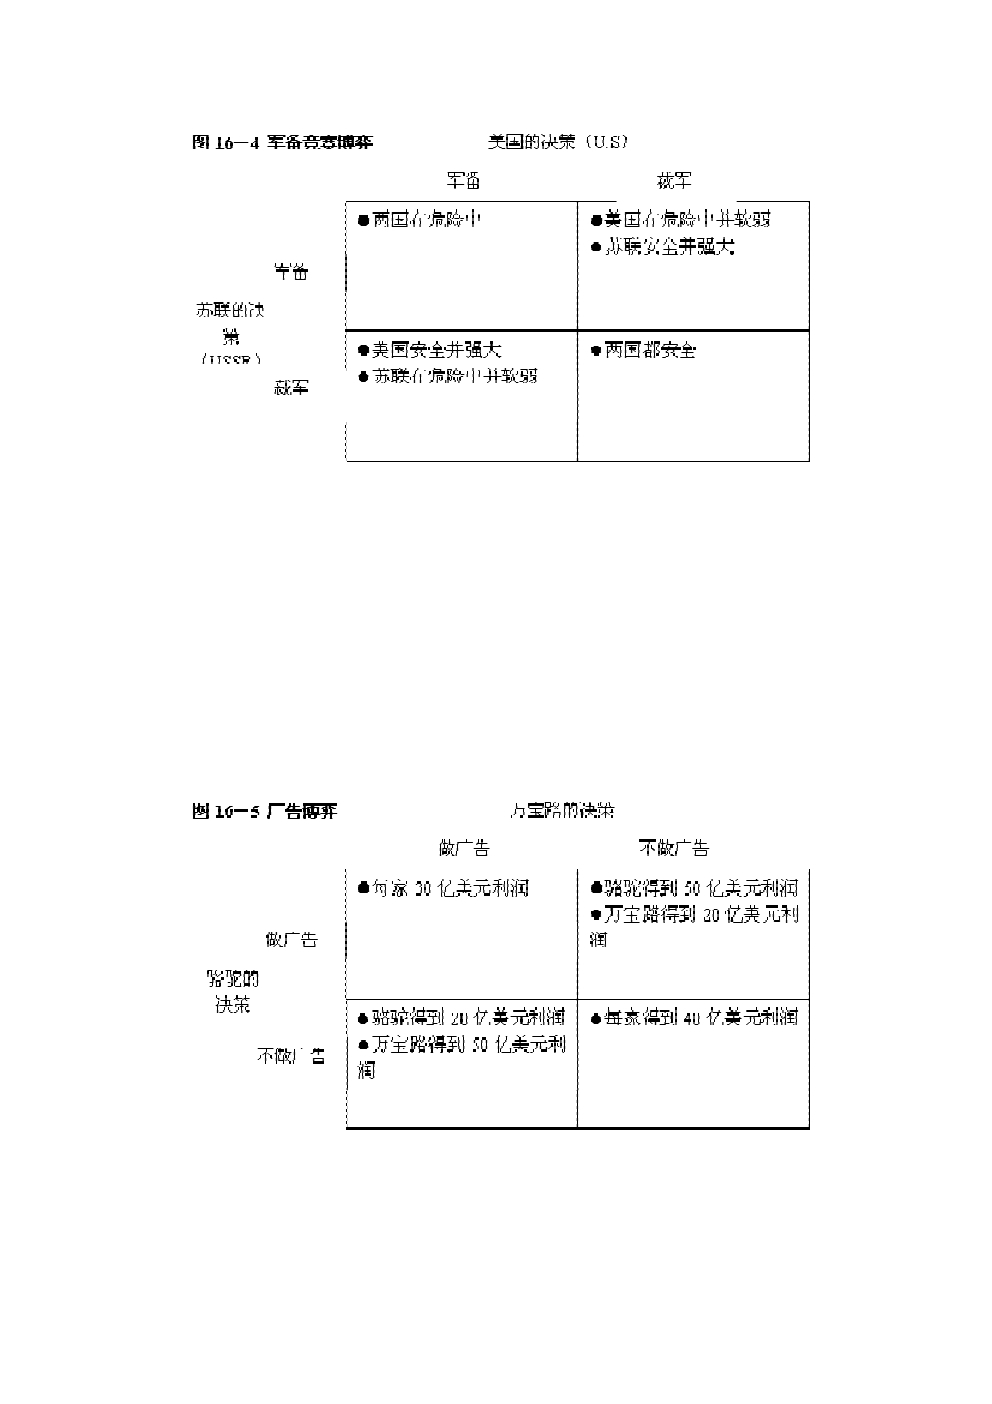 图 16—4 军备竞赛博弈
美国的决策（U.S）
军备
裁军
●两国在危险中
●美国在危险中并软弱
●苏联安全并强大
军备
苏联的决
策
（USSR）
裁军
●美国安全并强大
●苏联在危险中并软弱
●两国都安全
图 16—5 广告博弈
万宝路的决策
做广告
不做广告
●每家 30 亿美元利润
●骆驼得到 50 亿美元利润
●万宝路得到 20 亿美元利
润
做广告
骆驼的
决策
不做广告
●骆驼得到 20 亿美元利润
●万宝路得到 50 亿美元利
润
●每家得到 40 亿美元利润